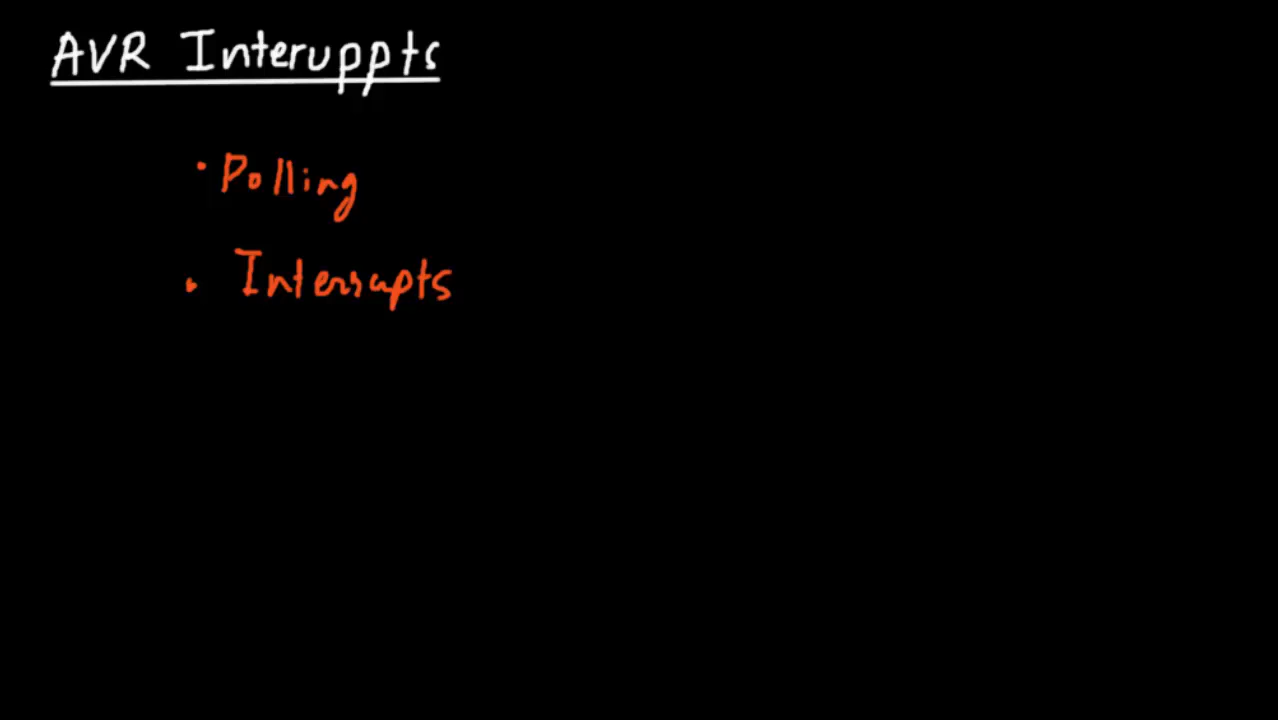 AVR Interuppts
• Polling
• Interrupts